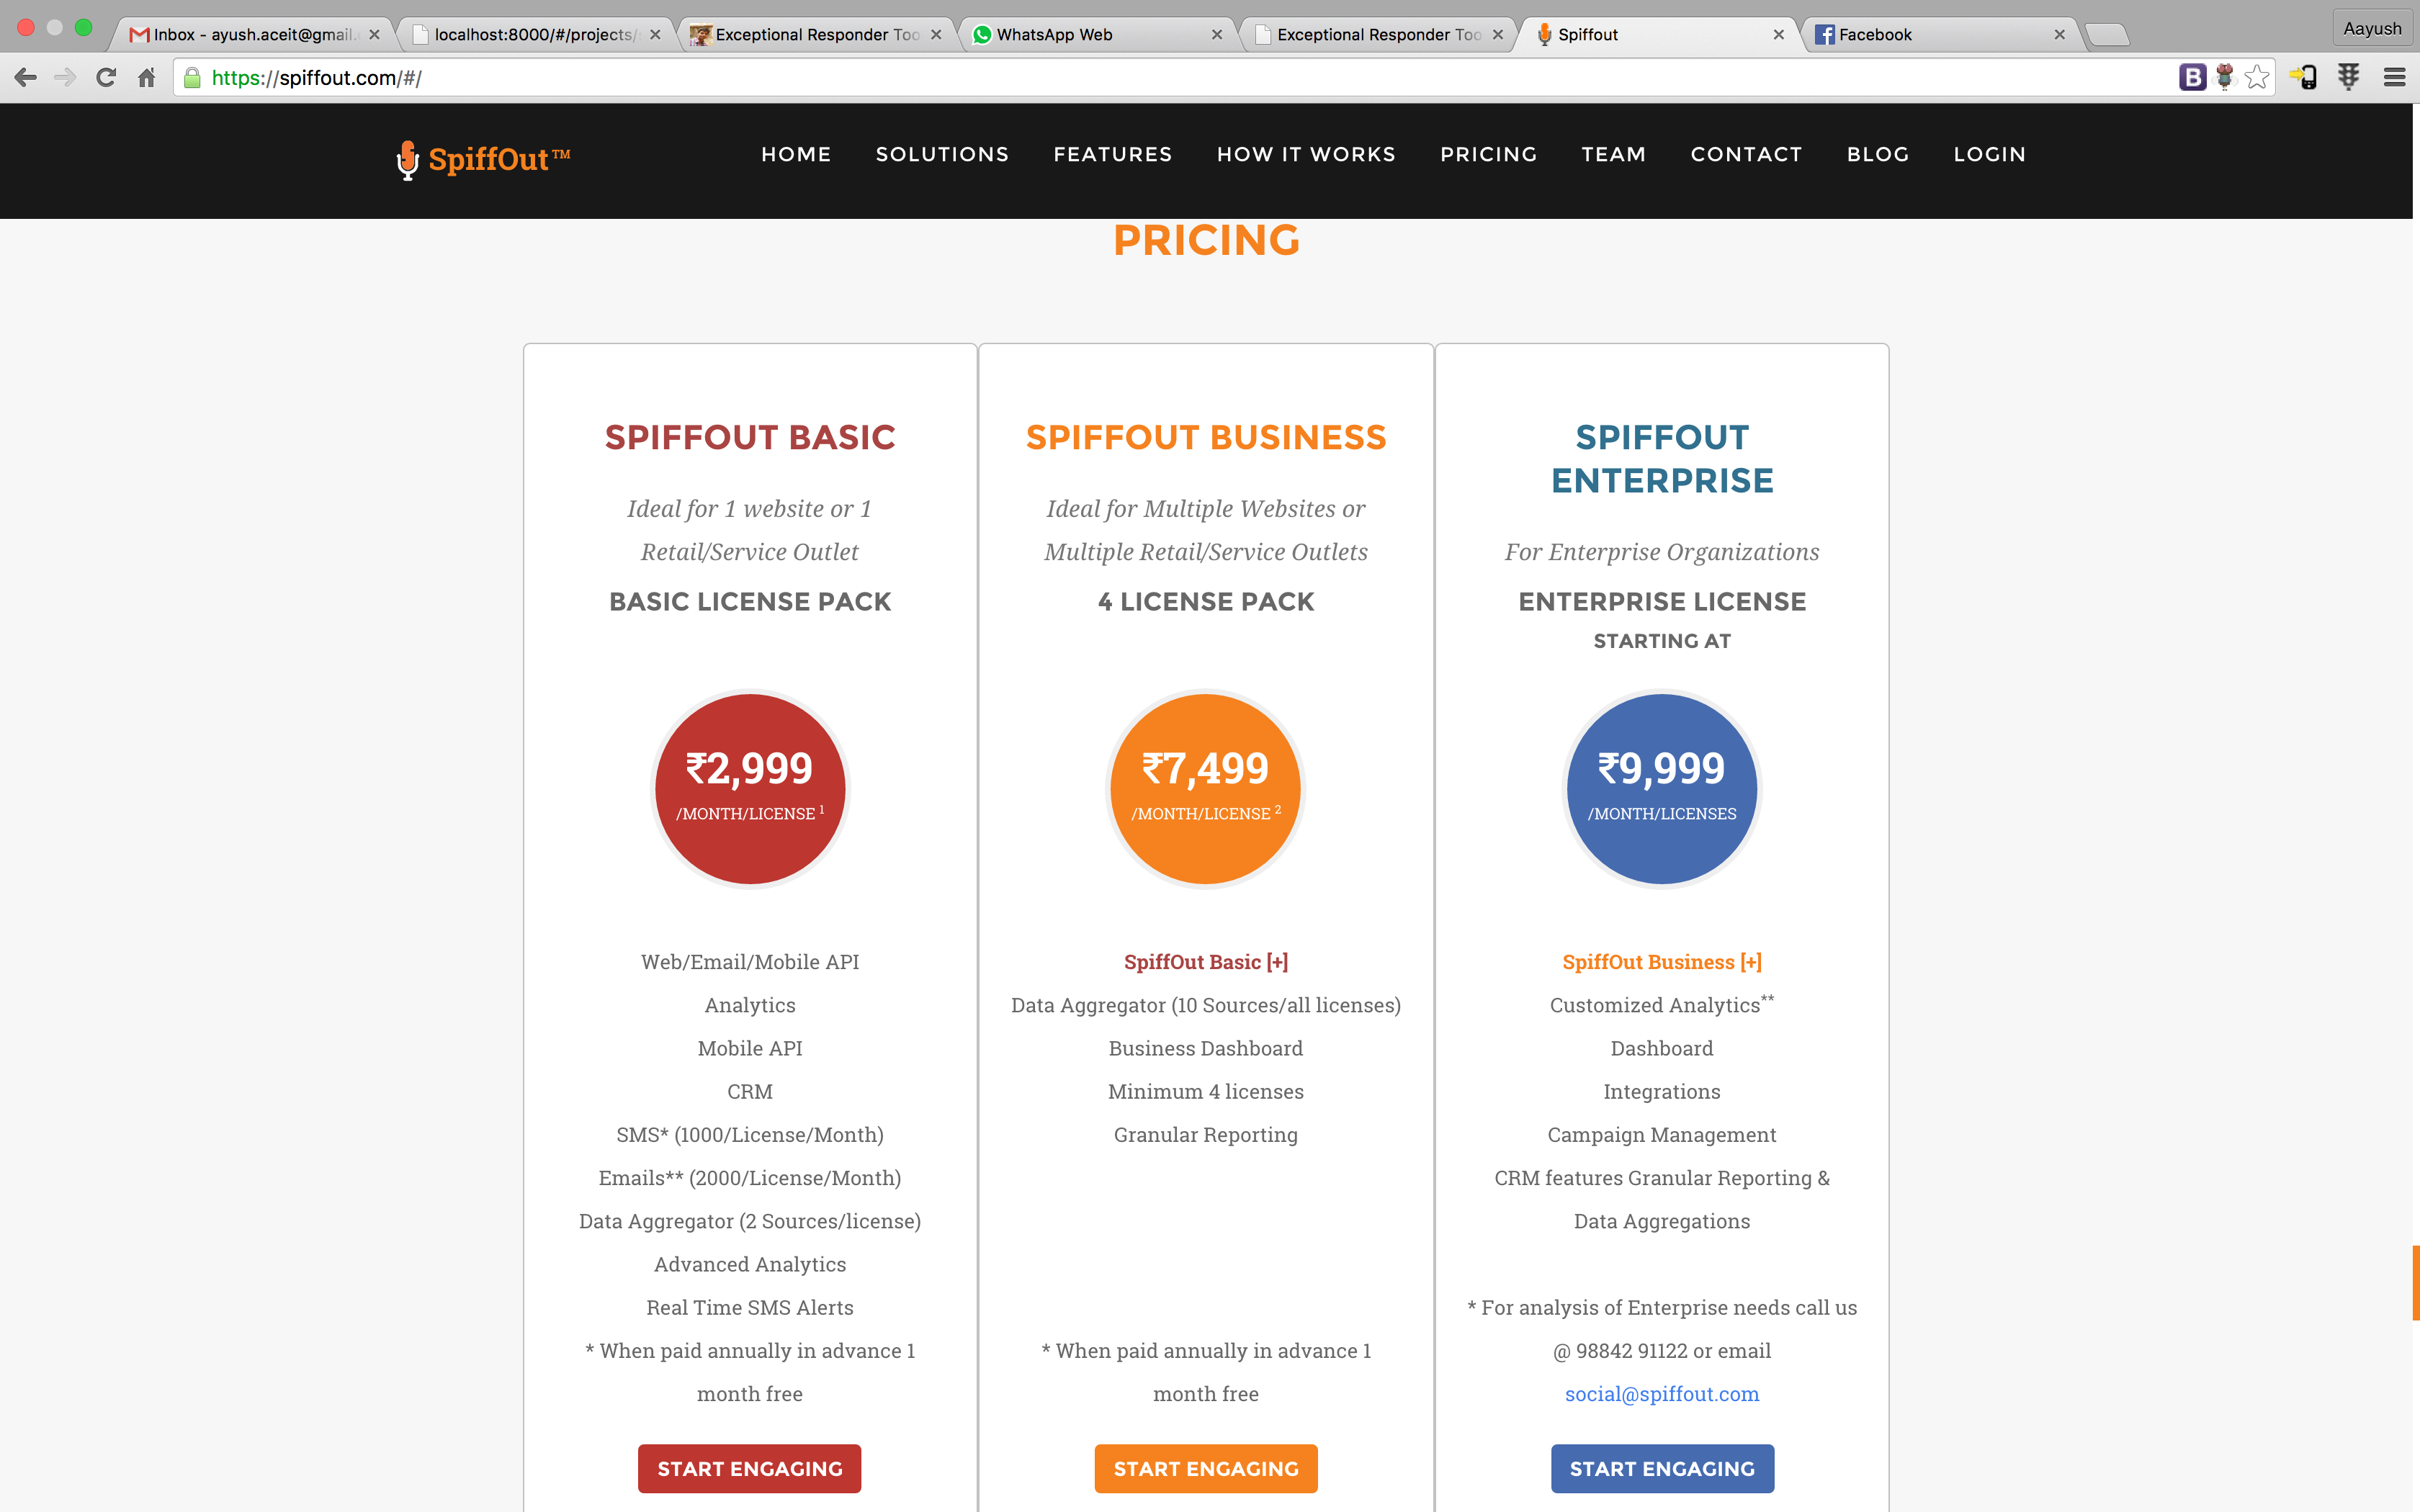 Inbox - ayush.aceit@gmail.
localhost:8000/#/projects/
Exceptional Responder Too
WhatsApp Web
Exceptional Responder Too
Spiffout
Facebook
Aayush
https://spiffout.com/#/
B
SpiffOut™
HOME
SOLUTIONS
FEATURES
HOW IT WORKS
PRICING
TEAM
CONTACT
BLOG
LOGIN
PRICING
SPIFFOUT BASIC
Ideal for 1 website or 1
Retail/Service Outlet
BASIC LICENSE PACK
₹2,999
/MONTH/LICENSE 1
Web/Email/Mobile API
Analytics
Mobile API
CRM
SMS* (1000/License/Month)
Emails** (2000/License/Month)
Data Aggregator (2 Sources/license)
Advanced Analytics
Real Time SMS Alerts
* When paid annually in advance 1
month free
START ENGAGING
SPIFFOUT BUSINESS
Ideal for Multiple Websites or
Multiple Retail/Service Outlets
4 LICENSE PACK
₹7,499
/MONTH/LICENSE 2
SpiffOut Basic [+]
Data Aggregator (10 Sources/all licenses)
Business Dashboard
Minimum 4 licenses
Granular Reporting
* When paid annually in advance 1
month free
START ENGAGING
SPIFFOUT
ENTERPRISE
For Enterprise Organizations
ENTERPRISE LICENSE
STARTING AT
₹9,999
/MONTH/LICENSES
SpiffOut Business [+]
Customized Analytics**
Dashboard
Integrations
Campaign Management
CRM features Granular Reporting &
Data Aggregations
* For analysis of Enterprise needs call us
@ 98842 91122 or email
social@spiffout.com
START ENGAGING